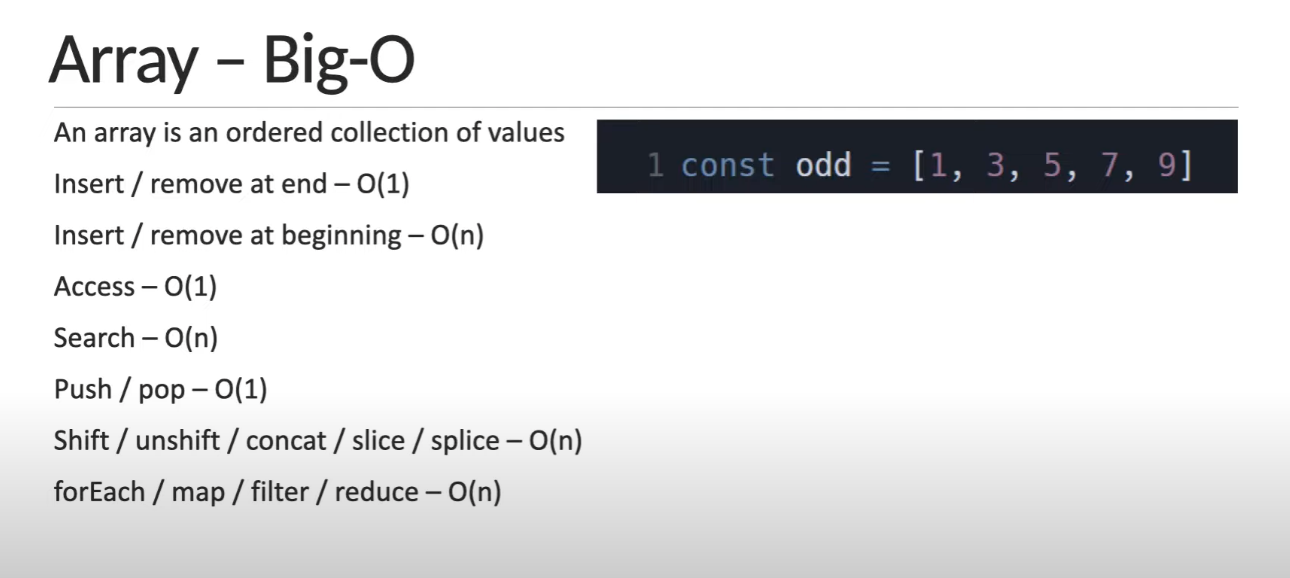 Array – Big-O
An array is an ordered collection of values
1 const odd = [1, 3, 5, 7, 9]
Insert / remove at end – O(1)
Insert / remove at beginning – O(n)
Access – O(1)
Search – O(n)
Push / pop – O(1)
Shift / unshift / concat / slice / splice – O(n)
forEach / map / filter / reduce – O(n)